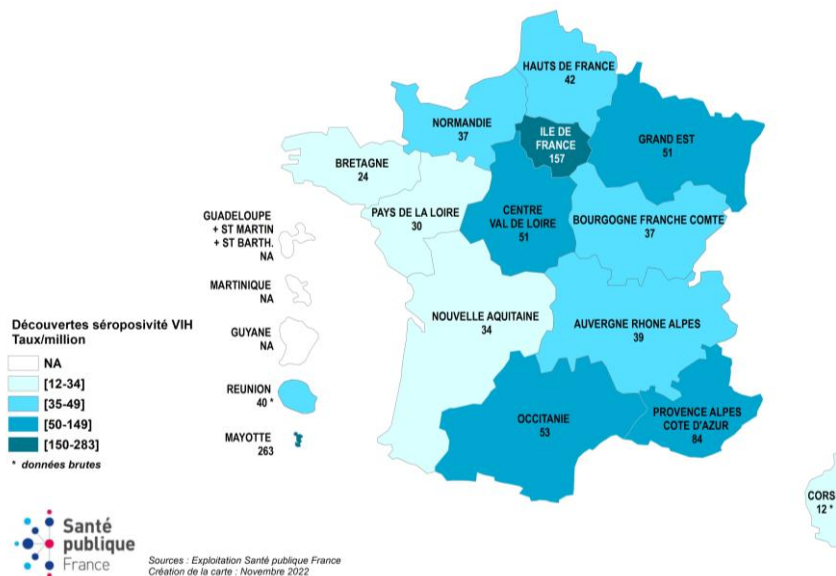 HAUTS DE FRANCE
42
NORMANDIE
37
ILE DE
FRANCE
157
GRAND EST
51
BRETAGNE
24
PAYS DE LA LOIRE
30
CENTRE
VAL DE LOIRE
51
BOURGOGNE FRANCHE COMTE
37
GUADELOUPE
+ ST MARTIN
+ ST BARTH.
NA
MARTINIQUE
NA
GUYANE
NA
REUNION
40 *
MAYOTTE
263
NOUVELLE AQUITAINE
34
AUVERGNE RHONE ALPES
39
OCCITANIE
53
PROVENCE ALPES
COTE D'AZUR
84
CORS
12 *
Découvertes séroposivité VIH
Taux/million
NA
[12-34]
[35-49]
[50-149]
[150-283]
* données brutes
Santé
publique
France
Sources : Exploitation Santé publique France
Création de la carte : Novembre 2022